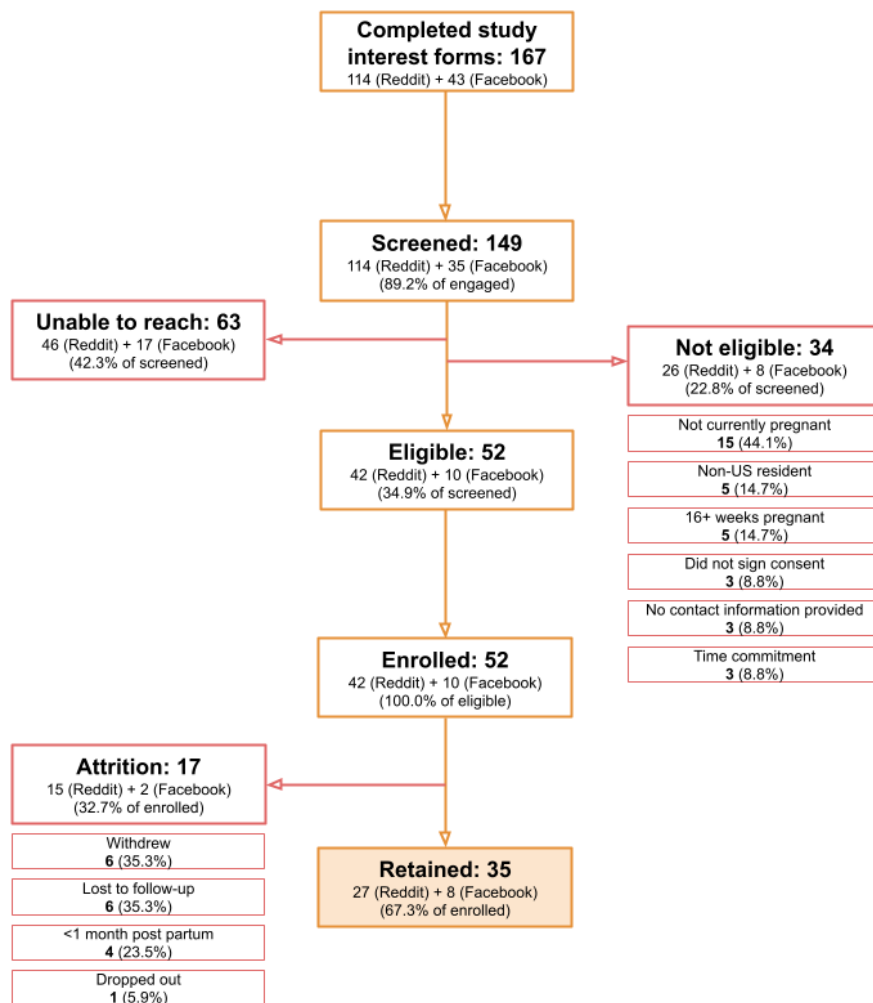 Completed study
interest forms: 167
114 (Reddit) + 43 (Facebook)
Screened: 149
114 (Reddit) + 35 (Facebook)
(89.2% of engaged)
Unable to reach: 63
46 (Reddit) + 17 (Facebook)
(42.3% of screened)
Not eligible: 34
26 (Reddit) + 8 (Facebook)
(22.8% of screened)
Not currently pregnant
15 (44.1%)
Non-US resident
5 (14.7%)
16+ weeks pregnant
5 (14.7%)
Did not sign consent
3 (8.8%)
No contact information provided
3 (8.8%)
Time commitment
3 (8.8%)
Eligible: 52
42 (Reddit) + 10 (Facebook)
(34.9% of screened)
Enrolled: 52
42 (Reddit) + 10 (Facebook)
(100.0% of eligible)
Attrition: 17
15 (Reddit) + 2 (Facebook)
(32.7% of enrolled)
Withdrew
6 (35.3%)
Lost to follow-up
6 (35.3%)
<1 month post partum
4 (23.5%)
Dropped out
1 (5.9%)
Retained: 35
27 (Reddit) + 8 (Facebook)
(67.3% of enrolled)